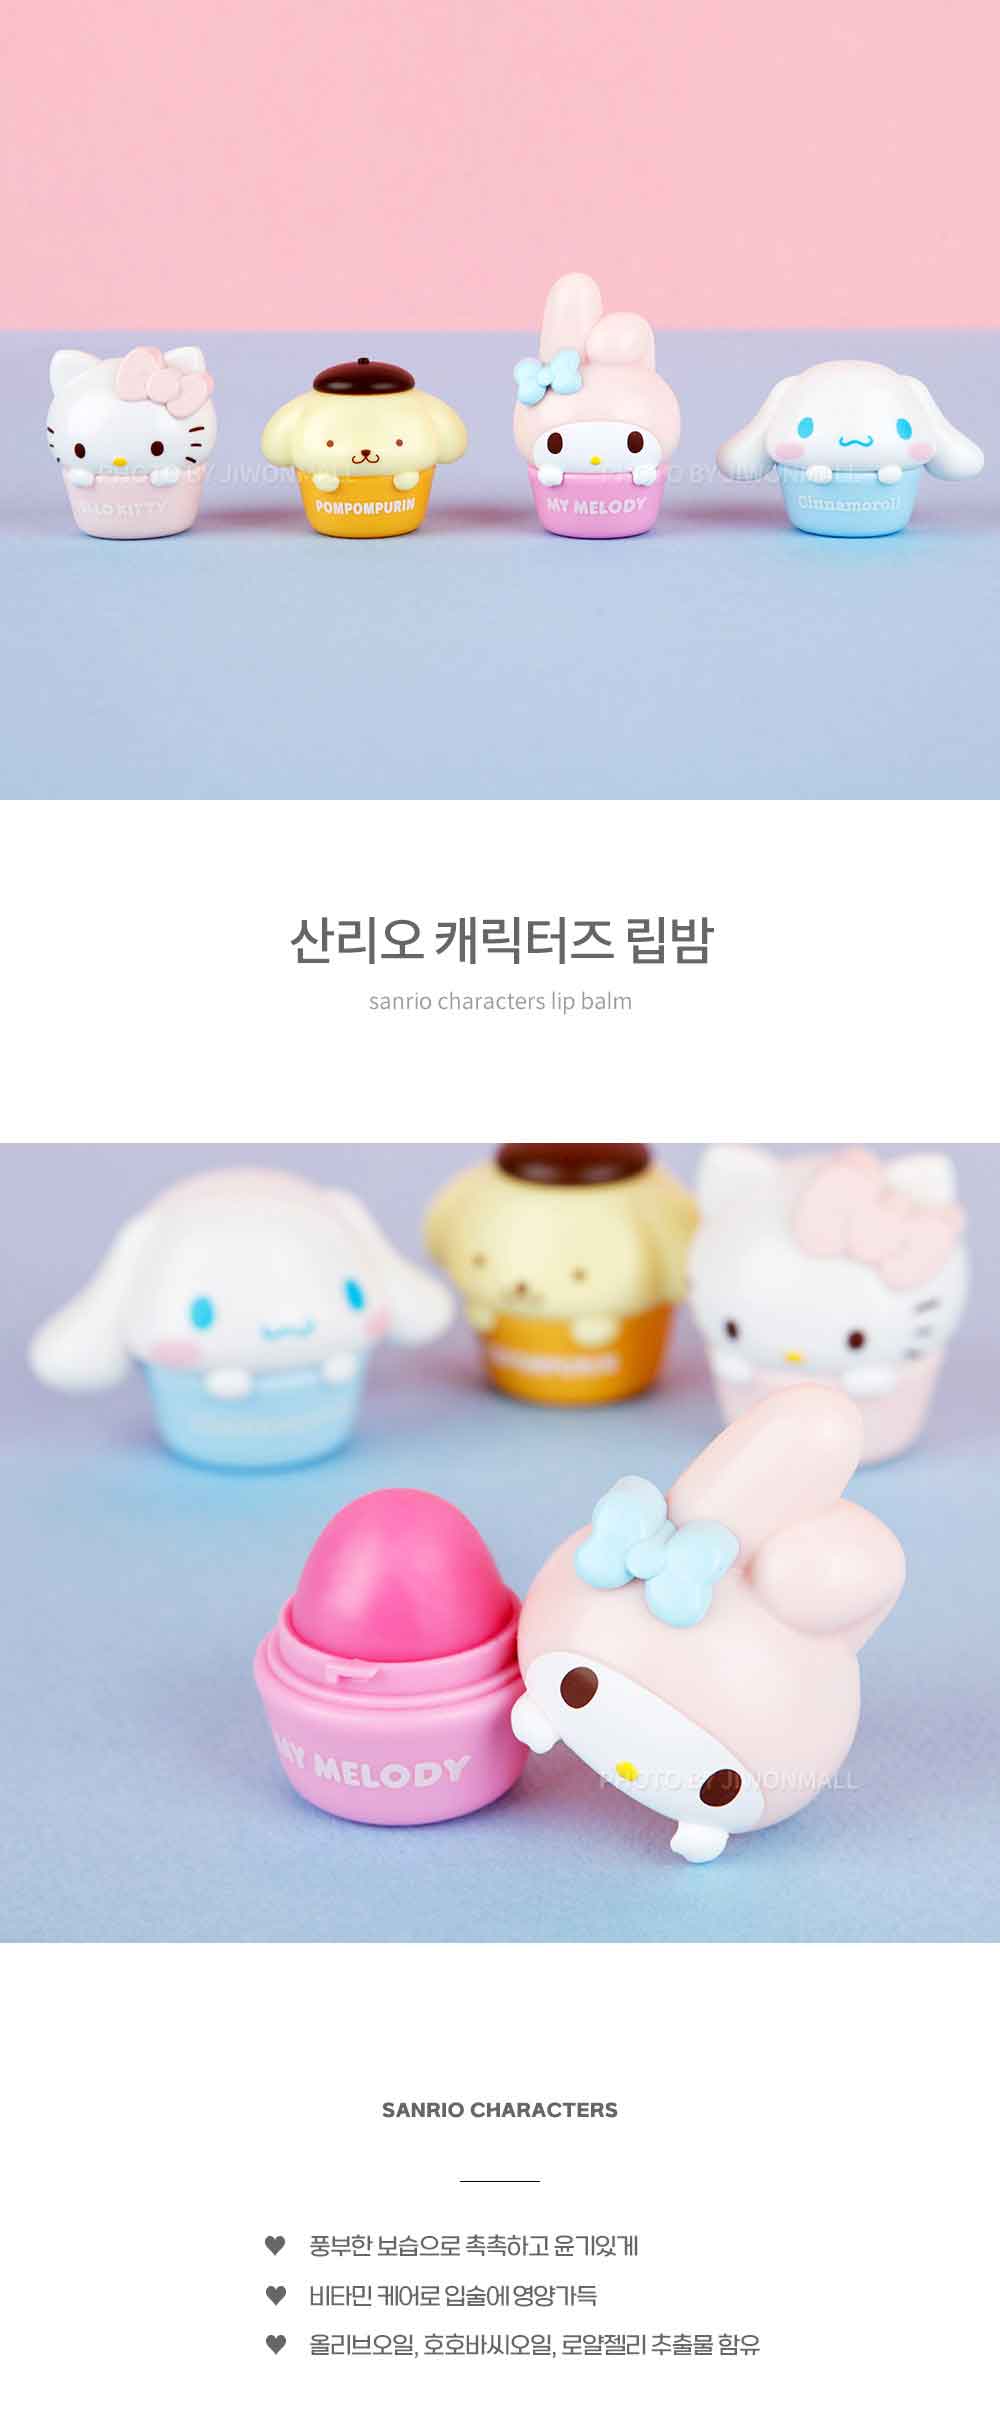 PHOTO BY JIWONMALL
PHOTO BY JIWONMALL
POMPOMPURIN
MY MELODY
Cinnamoroll
KITTY
산리오 캐릭터즈 립밤
sanrio characters lip balm
MY MELODY
PHOTO BY JIWONMALL
SANRIO CHARACTERS
♥ 풍부한 보습으로 촉촉하고 윤기있게
♥ 비타민 케어로 입술에 영양가득
♥ 올리브오일, 호호바씨오일, 로얄젤리 추출물 함유